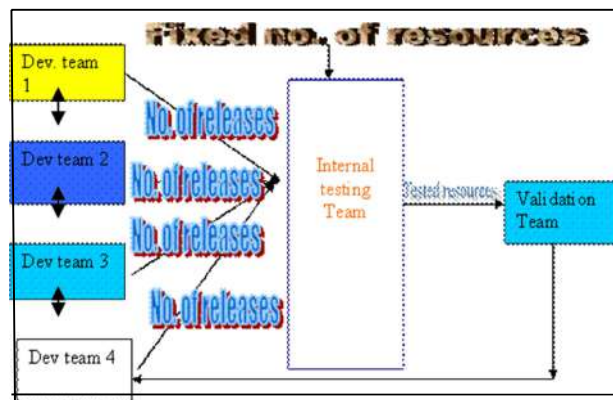 Fixed no. of resources
Dev. team
1
No. of releases
Dev team 2
No. of releases
Internal
testing
Team
Tested resources
Validation
Team
No. of releases
Dev team 3
No. of releases
Dev team 4